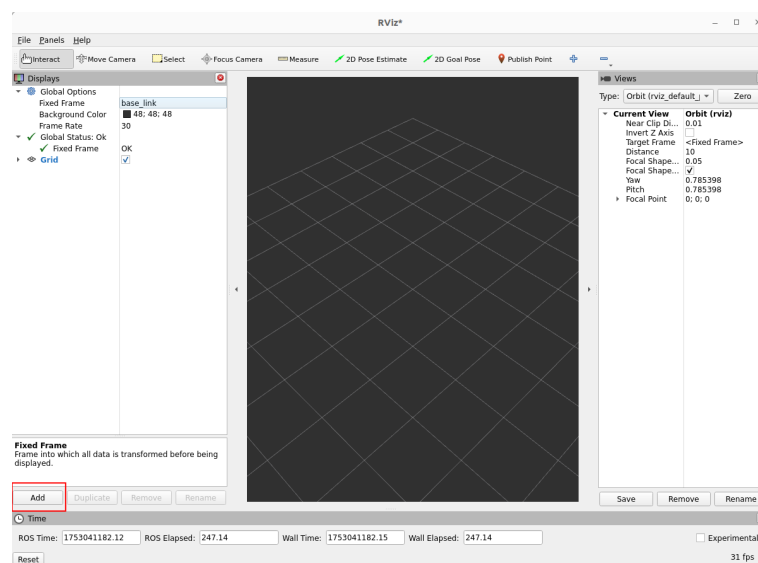 RViz*
File Panels Help
Interact Move Camera Select Focus Camera Measure 2D Pose Estimate 2D Goal Pose Publish Point
Displays
Global Options
Fixed Frame base_link
Background Color 48; 48; 48
Frame Rate 30
Global Status: Ok
Fixed Frame OK
Grid
Fixed Frame
Frame into which all data is transformed before being
displayed.
Add Duplicate Remove Rename
Views
Type: Orbit (rviz_default_ Zero
Current View Orbit (rviz)
Near Clip Di... 0.01
Invert Z Axis
Target Frame <Fixed Frame>
Distance 10
Focal Shape... 0.05
Focal Shape...
Yaw 0.785398
Pitch 0.785398
Focal Point 0; 0; 0
Save Remove Rename
Time
ROS Time: 1753041182.12 ROS Elapsed: 247.14 Wall Time: 1753041182.15 Wall Elapsed: 247.14 Experimental
Reset 31 fps